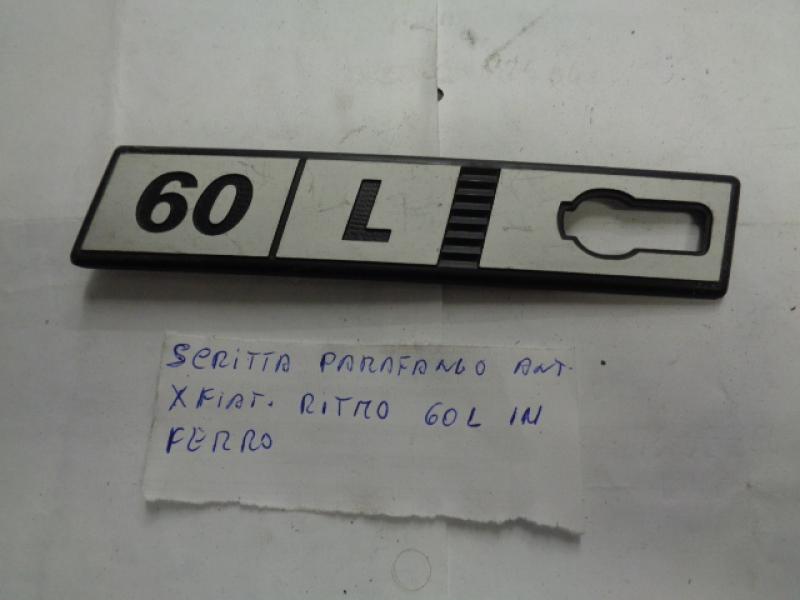 60 L
SCRITTA PARAFANGO ANT.
X FIAT. RITMO 60L IN
FERRO